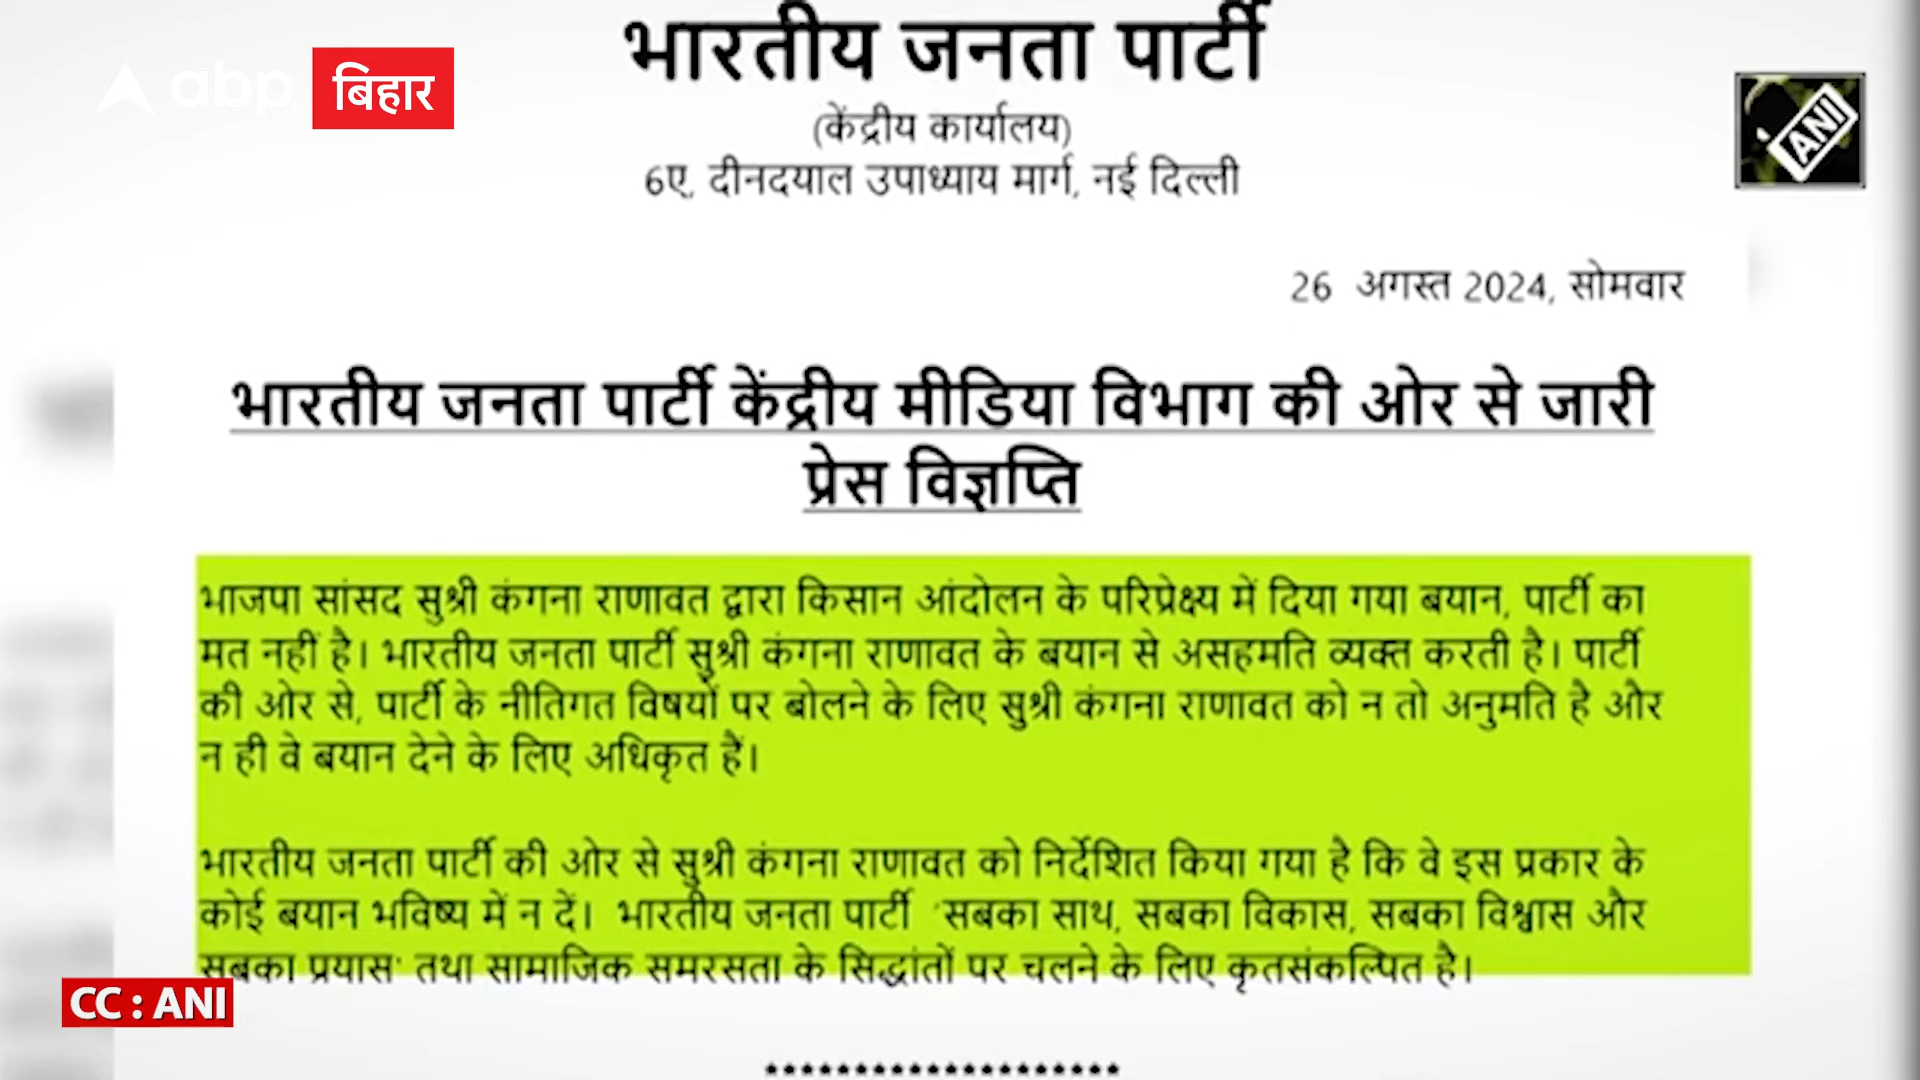 भारतीय जनता पार्टी
abp बिहार
(केंद्रीय कार्यालय)
6ए, दीनदयाल उपाध्याय मार्ग, नई दिल्ली
ANI
26 अगस्त 2024, सोमवार
भारतीय जनता पार्टी केंद्रीय मीडिया विभाग की ओर से जारी
प्रेस विज्ञप्ति
भाजपा सांसद सुश्री कंगना राणावत द्वारा किसान आंदोलन के परिप्रेक्ष्य में दिया गया बयान, पार्टी का
मत नहीं है। भारतीय जनता पार्टी सुश्री कंगना राणावत के बयान से असहमति व्यक्त करती है। पार्टी
की ओर से, पार्टी के नीतिगत विषयों पर बोलने के लिए सुश्री कंगना राणावत को न तो अनुमति है और
न ही वे बयान देने के लिए अधिकृत हैं।
भारतीय जनता पार्टी की ओर से सुश्री कंगना राणावत को निर्देशित किया गया है कि वे इस प्रकार के
कोई बयान भविष्य में न दें। भारतीय जनता पार्टी 'सबका साथ, सबका विकास, सबका विश्वास और
सबका प्रयास' तथा सामाजिक समरसता के सिद्धांतों पर चलने के लिए कृतसंकल्पित है।
CC : ANI